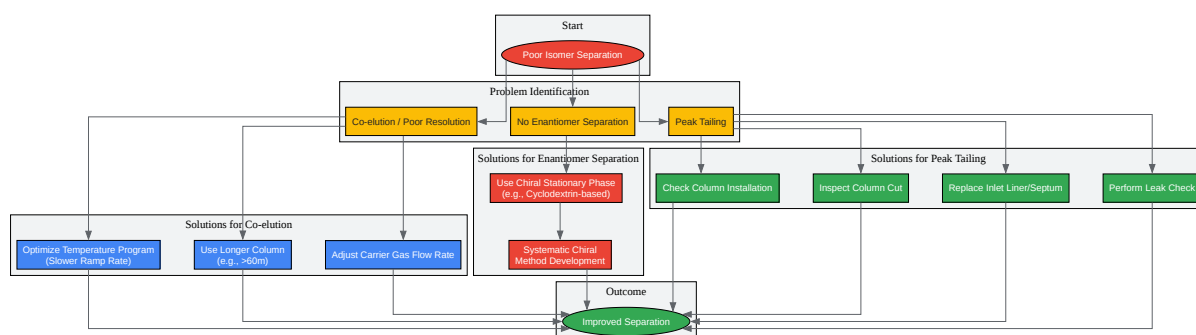 Start
Poor Isomer Separation
Problem Identification
Co-elution / Poor Resolution
No Enantiomer Separation
Peak Tailing
Solutions for Enantiomer Separation
Solutions for Peak Tailing
Use Chiral Stationary Phase
(e.g., Cyclodextrin-based)
Check Column Installation
Inspect Column Cut
Replace Inlet Liner/Septum
Perform Leak Check
Solutions for Co-elution
Optimize Temperature Program
(Slower Ramp Rate)
Use Longer Column
(e.g., >60m)
Adjust Carrier Gas Flow Rate
Systematic Chiral
Method Development
Outcome
Improved Separation